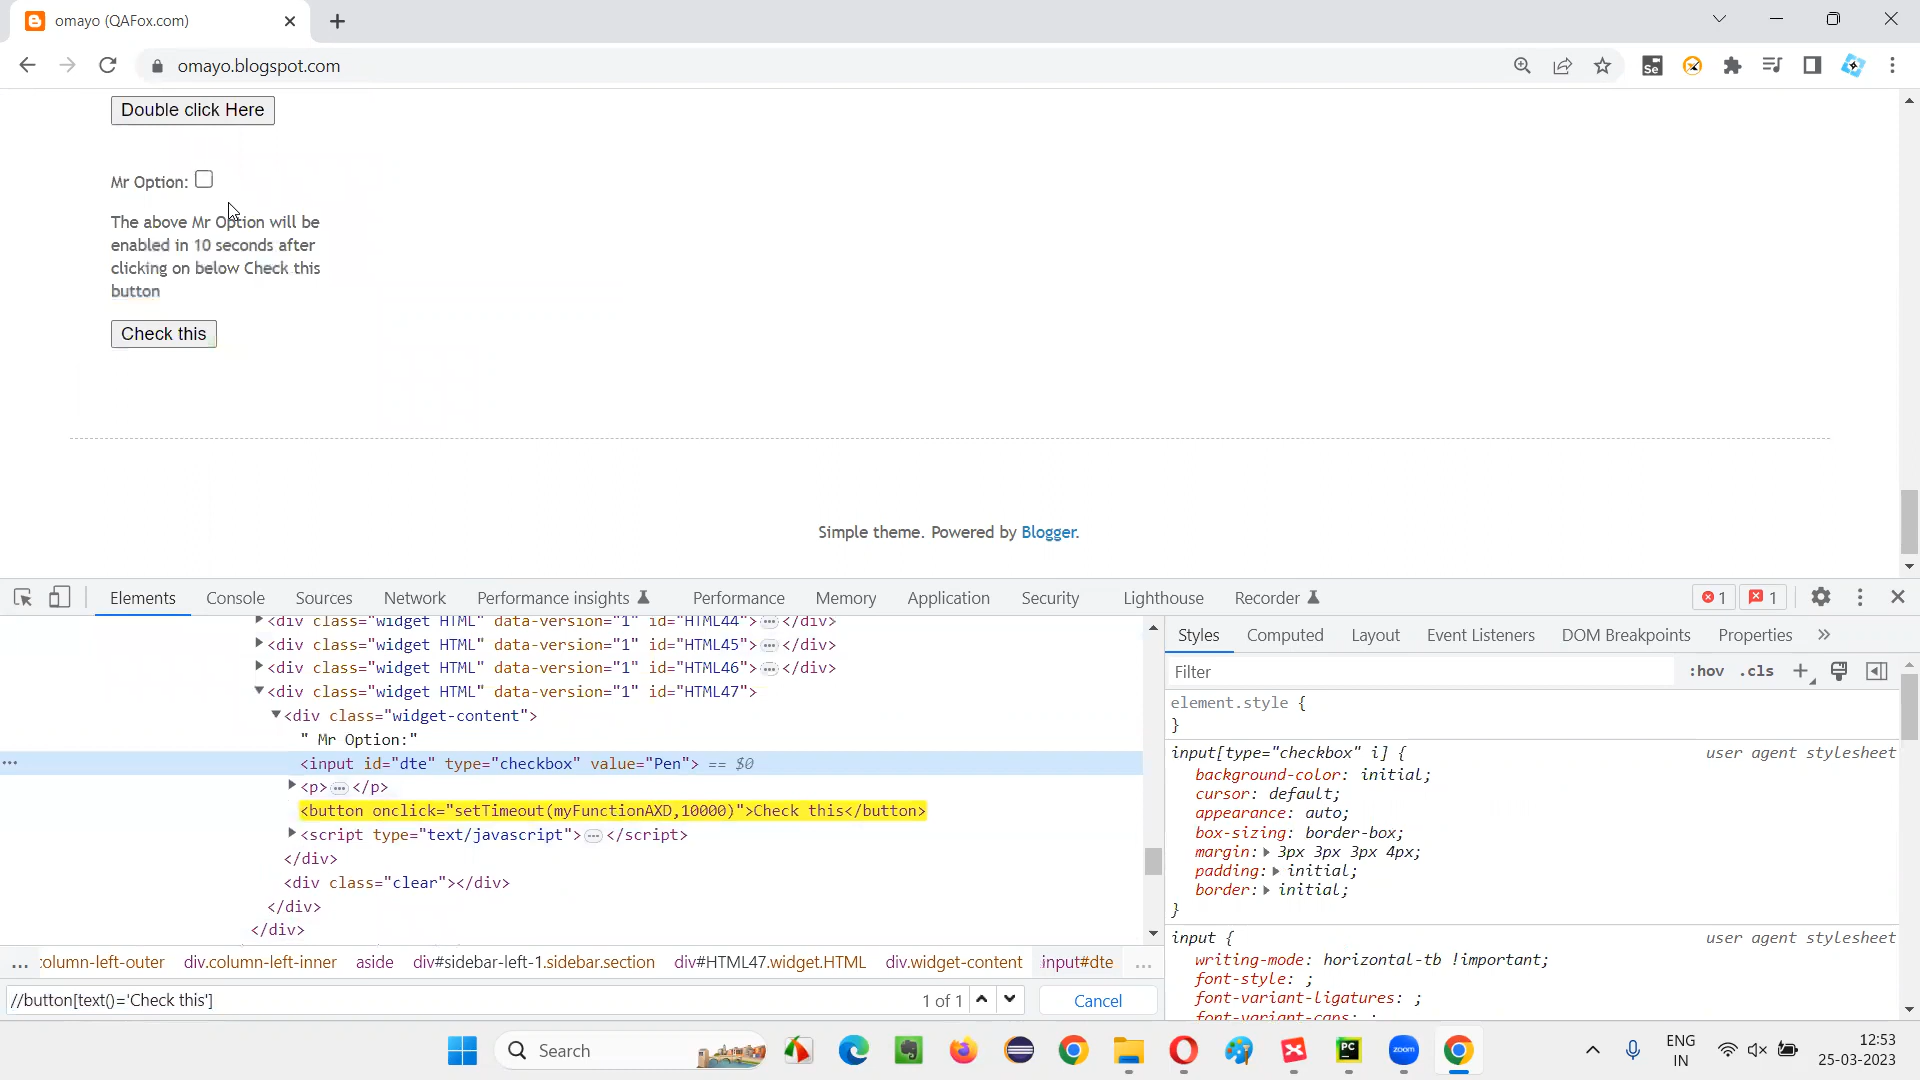 omayo (QAFox.com)
omayo.blogspot.com
Se
Double click Here
Mr Option:
The above Mr Option will be
enabled in 10 seconds after
clicking on below Check this
button
Check this
Simple theme. Powered by Blogger.
Elements Console Sources Network Performance insights Performance Memory Application Security Lighthouse Recorder 1 1
<div class="widget HTML" data-version="1" id="HTML44">…</div>
<div class="widget HTML" data-version="1" id="HTML45">…</div>
<div class="widget HTML" data-version="1" id="HTML46">…</div>
<div class="widget HTML" data-version="1" id="HTML47">
<div class="widget-content">
" Mr Option:"
<input id="dte" type="checkbox" value="Pen"> == $0
<p>…</p>
<button onclick="setTimeout(myFunctionAXD,10000)">Check this</button>
<script type="text/javascript">…</script>
</div>
<div class="clear"></div>
</div>
</div>
… :olumn-left-outer div.column-left-inner aside div#sidebar-left-1.sidebar.section div#HTML47.widget.HTML div.widget-content input#dte …
//button[text()='Check this'] 1 of 1 Cancel
Styles Computed Layout Event Listeners DOM Breakpoints Properties
Filter :hov .cls
element.style {
}
input[type="checkbox" i] { user agent stylesheet
background-color: initial;
cursor: default;
appearance: auto;
box-sizing: border-box;
margin: 3px 3px 3px 4px;
padding: initial;
border: initial;
}
input { user agent stylesheet
writing-mode: horizontal-tb !important;
font-style: ;
font-variant-ligatures: ;
font-variant-caps: ;
Search
PC
zoom
ENG
IN
12:53
25-03-2023